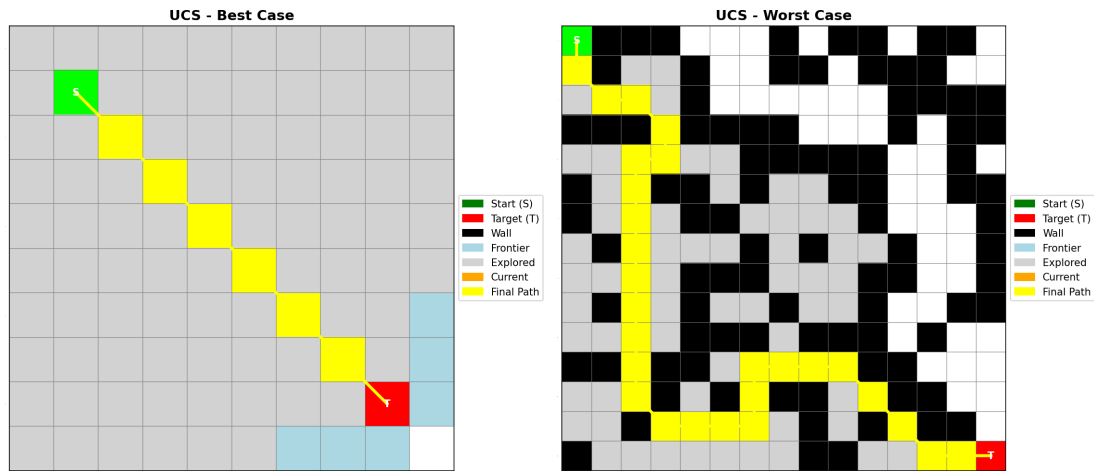 UCS - Best Case
S
T
Start (S)
Target (T)
Wall
Frontier
Explored
Current
Final Path
UCS - Worst Case
S
T
Start (S)
Target (T)
Wall
Frontier
Explored
Current
Final Path